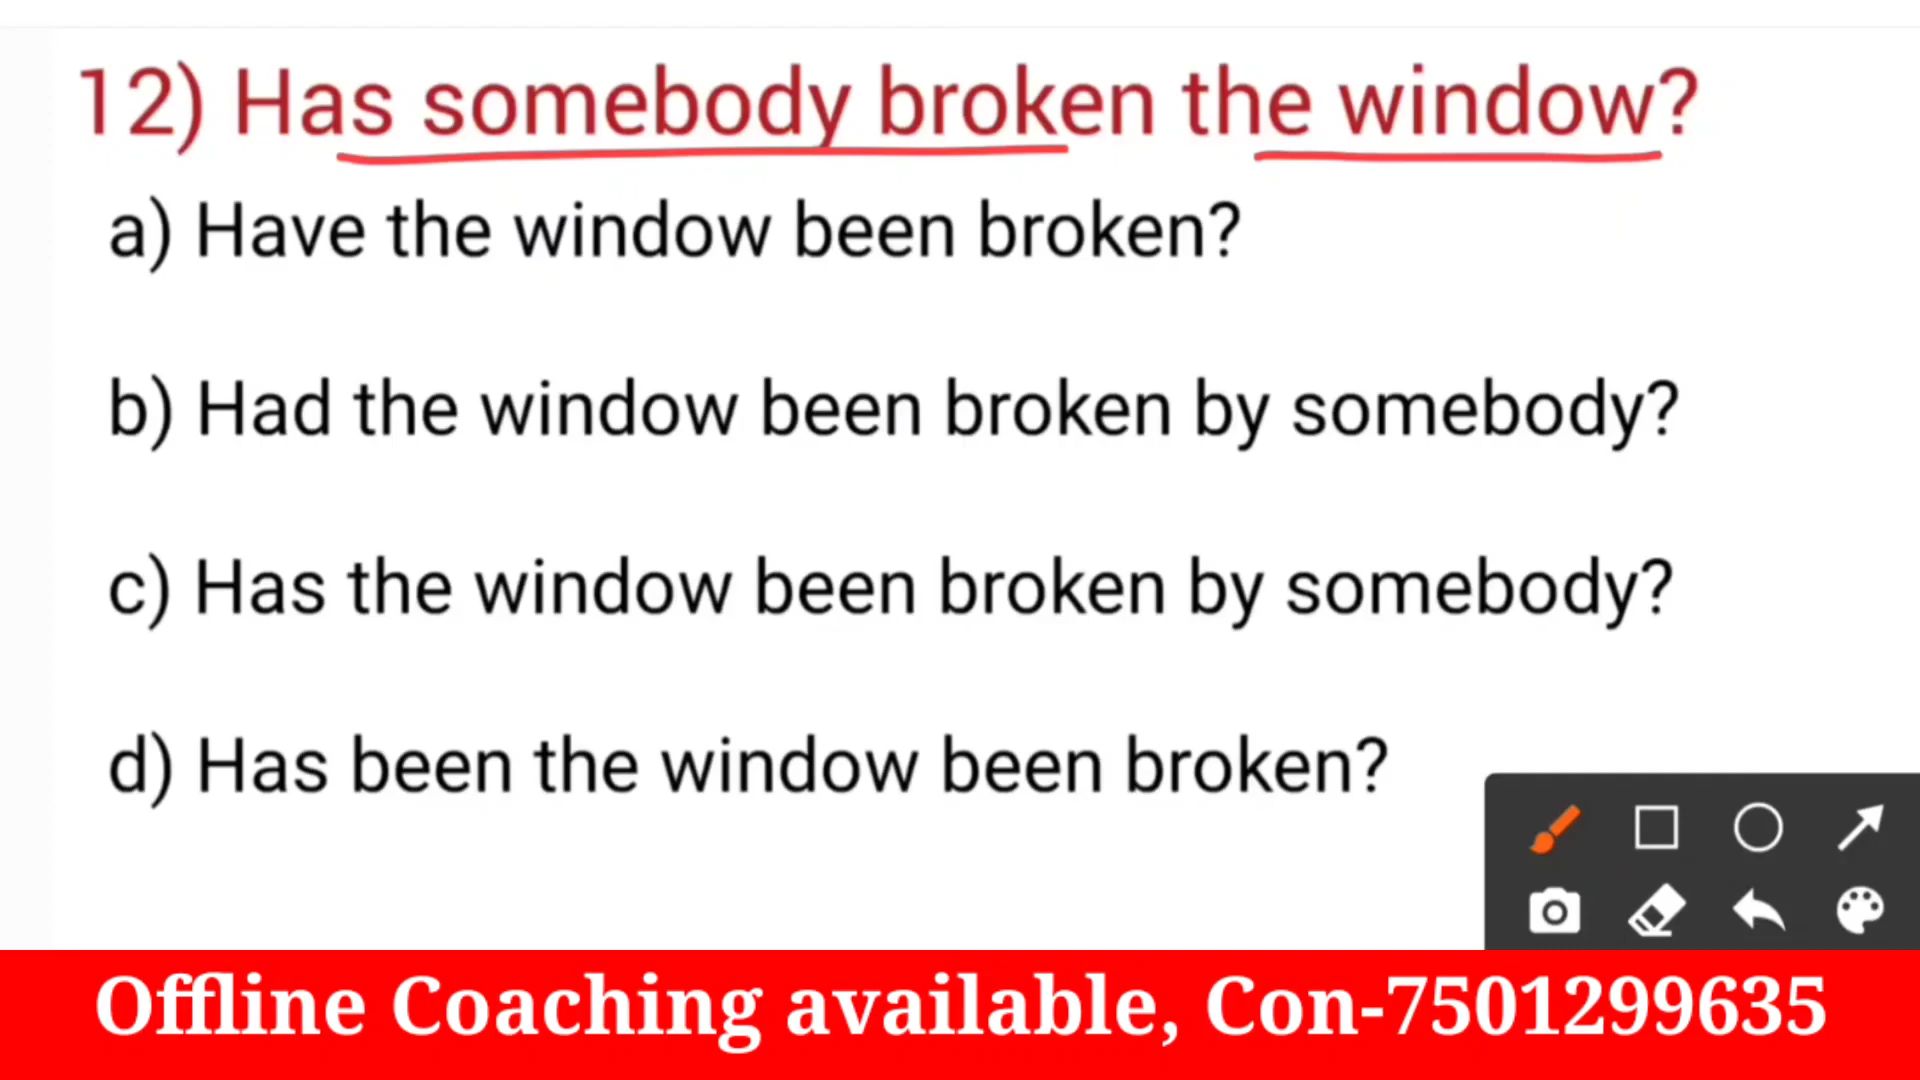 12) Has somebody broken the window?
a) Have the window been broken?
b) Had the window been broken by somebody?
c) Has the window been broken by somebody?
d) Has been the window been broken?
Offline Coaching available, Con-7501299635